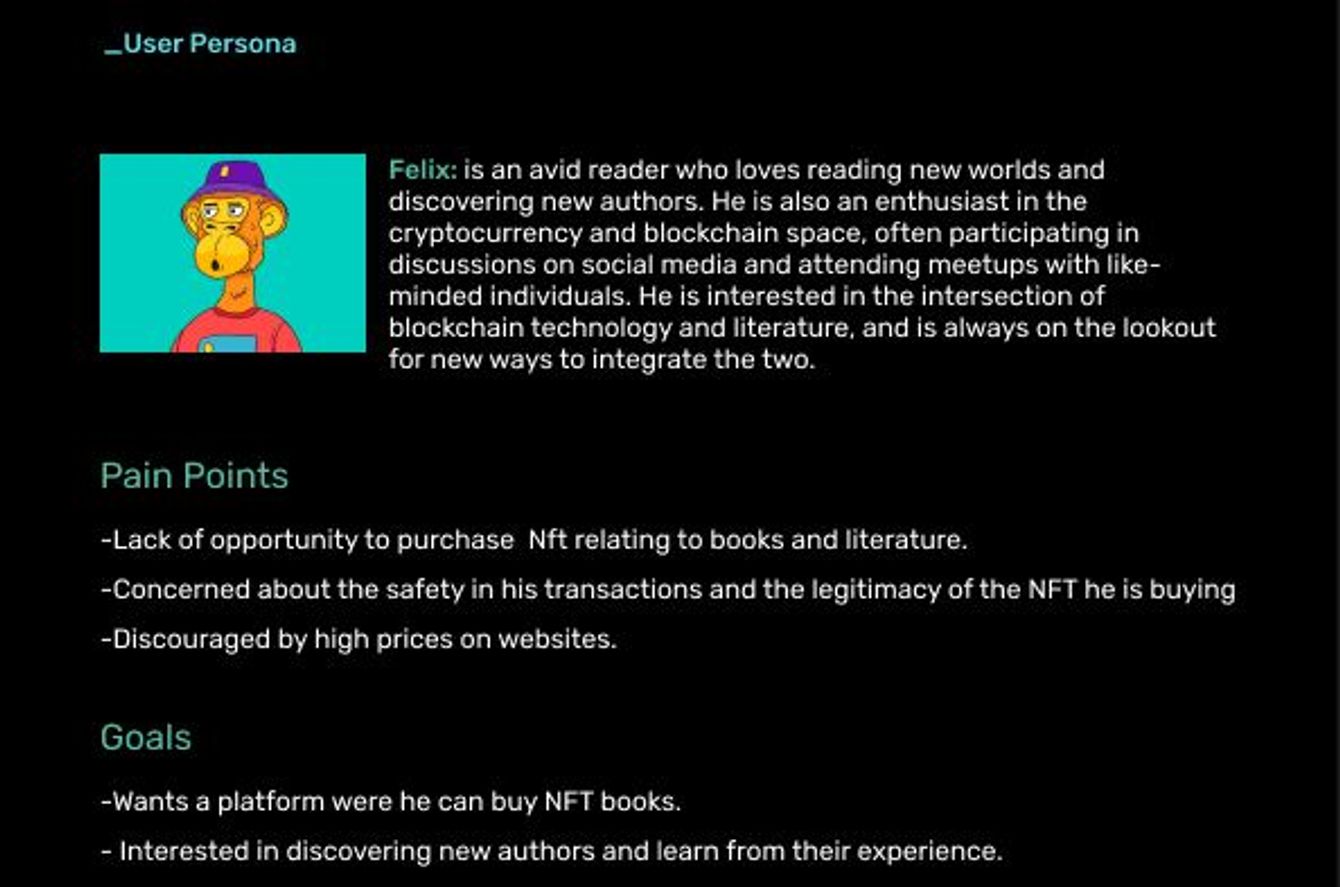 _User Persona
Felix: is an avid reader who loves reading new worlds and
discovering new authors. He is also an enthusiast in the
cryptocurrency and blockchain space, often participating in
discussions on social media and attending meetups with like-
minded individuals. He is interested in the intersection of
blockchain technology and literature, and is always on the lookout
for new ways to integrate the two.
Pain Points
-Lack of opportunity to purchase  Nft relating to books and literature.
-Concerned about the safety in his transactions and the legitimacy of the NFT he is buying
-Discouraged by high prices on websites.
Goals
-Wants a platform were he can buy NFT books.
- Interested in discovering new authors and learn from their experience.